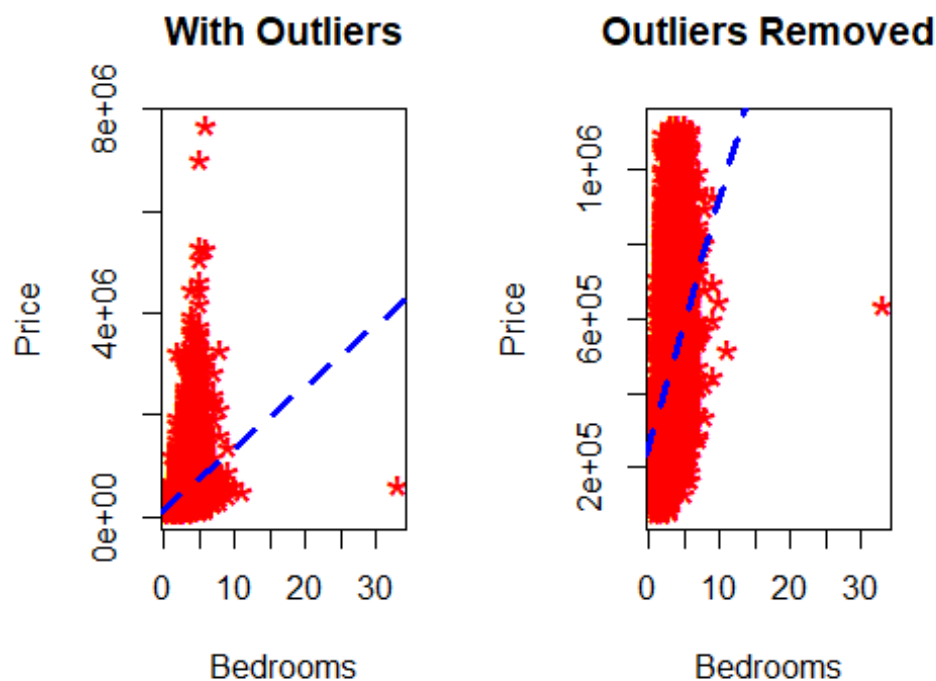 With Outliers
Price
0e+00
4e+06
8e+06
0
10
20
30
Bedrooms
Outliers Removed
Price
2e+05
6e+05
1e+06
0
10
20
30
Bedrooms